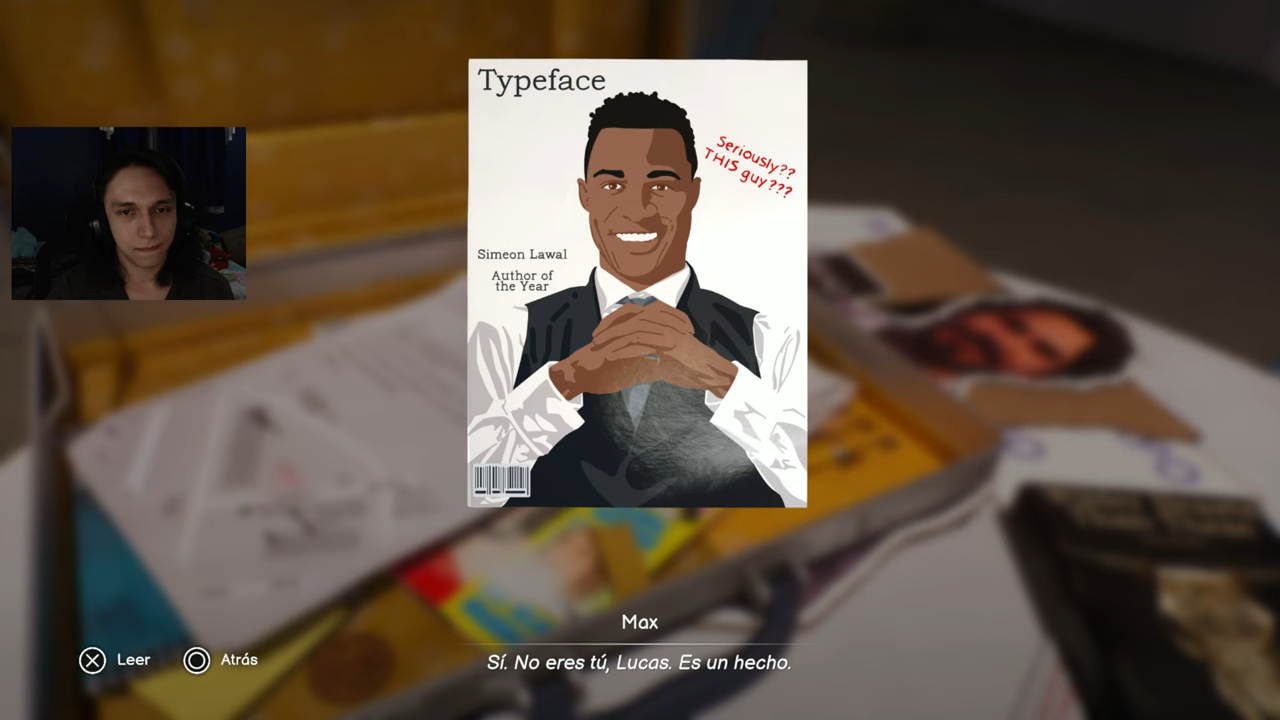 Typeface
Seriously??
THIS guy???
Simeon Lawal
Author of
the Year
Max
Sí. No eres tú, Lucas. Es un hecho.
Leer
Atrás